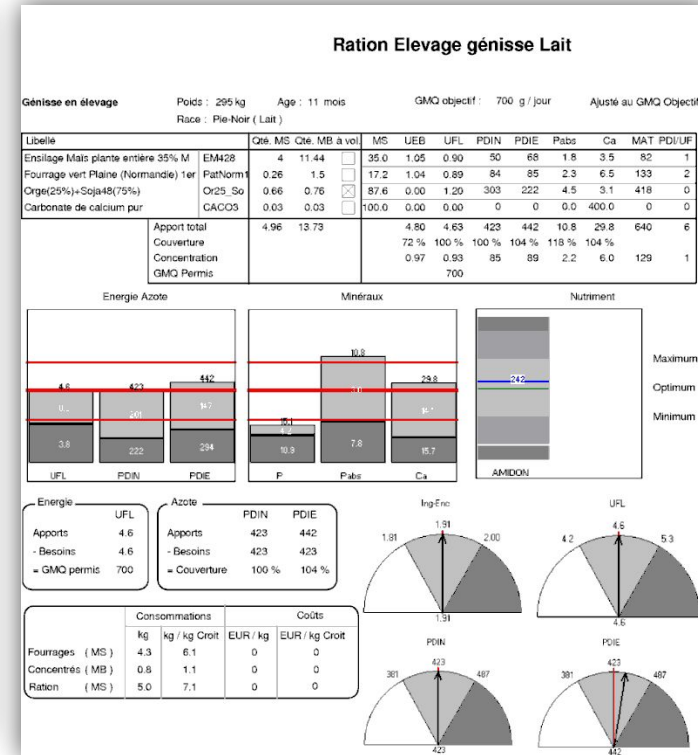 Ration Elevage génisse Lait
Génisse en élevage Poids : 295 kg Age : 11 mois GMQ objectif : 700 g / jour Ajusté au GMQ Objectif
Race : Pie-Noir ( Lait )
Libellé Qté. MS Qté. MB à vol. MS UEB UFL PDIN PDIE Pabs Ca MAT PDI/UF
Ensilage Maïs plante entière 35% M EM428 4 11.44 35.0 1.05 0.90 50 68 1.8 3.5 82 1
Fourrage vert Plaine (Normandie) 1er PatNorm1 0.26 1.5 17.2 1.04 0.89 84 85 2.3 6.5 133 2
Orge(25%)+Soja48(75%) Or25_So 0.66 0.76 87.6 0.00 1.20 303 222 4.5 3.1 418 0
Carbonate de calcium pur CACO3 0.03 0.03 100.0 0.00 0.00 0 0 0.0 400.0 0 0
Apport total 4.96 13.73 4.80 4.63 423 442 10.8 29.8 640 6
Couverture 72 % 100 % 100 % 104 % 118 % 104 %
Concentration 0.97 0.93 85 89 2.2 6.0 129 1
GMQ Permis 700
Energie Azote Minéraux Nutriment
4.6 423 442 10.8 29.8 242
201 147 14.1
3.8 222 294 10.9 7.8 15.7
Maximum
Optimum
Minimum
UFL PDIN PDIE P Pabs Ca AMIDON
Energie Azote Ing-Enc UFL
UFL PDIN PDIE
Apports 4.6 Apports 423 442
- Besoins 4.6 - Besoins 423 423
= GMQ permis 700 = Couverture 100 % 104 %
1.81 1.91 2.00 4.2 4.6 5.3
1.91 4.6
Consommations Coûts
kg kg / kg Croit EUR / kg EUR / kg Croit
Fourrages ( MS ) 4.3 6.1 0 0
Concentrés ( MB ) 0.8 1.1 0 0
Ration ( MS ) 5.0 7.1 0 0
PDIN PDIE
381 423 487 381 423 487
423 442